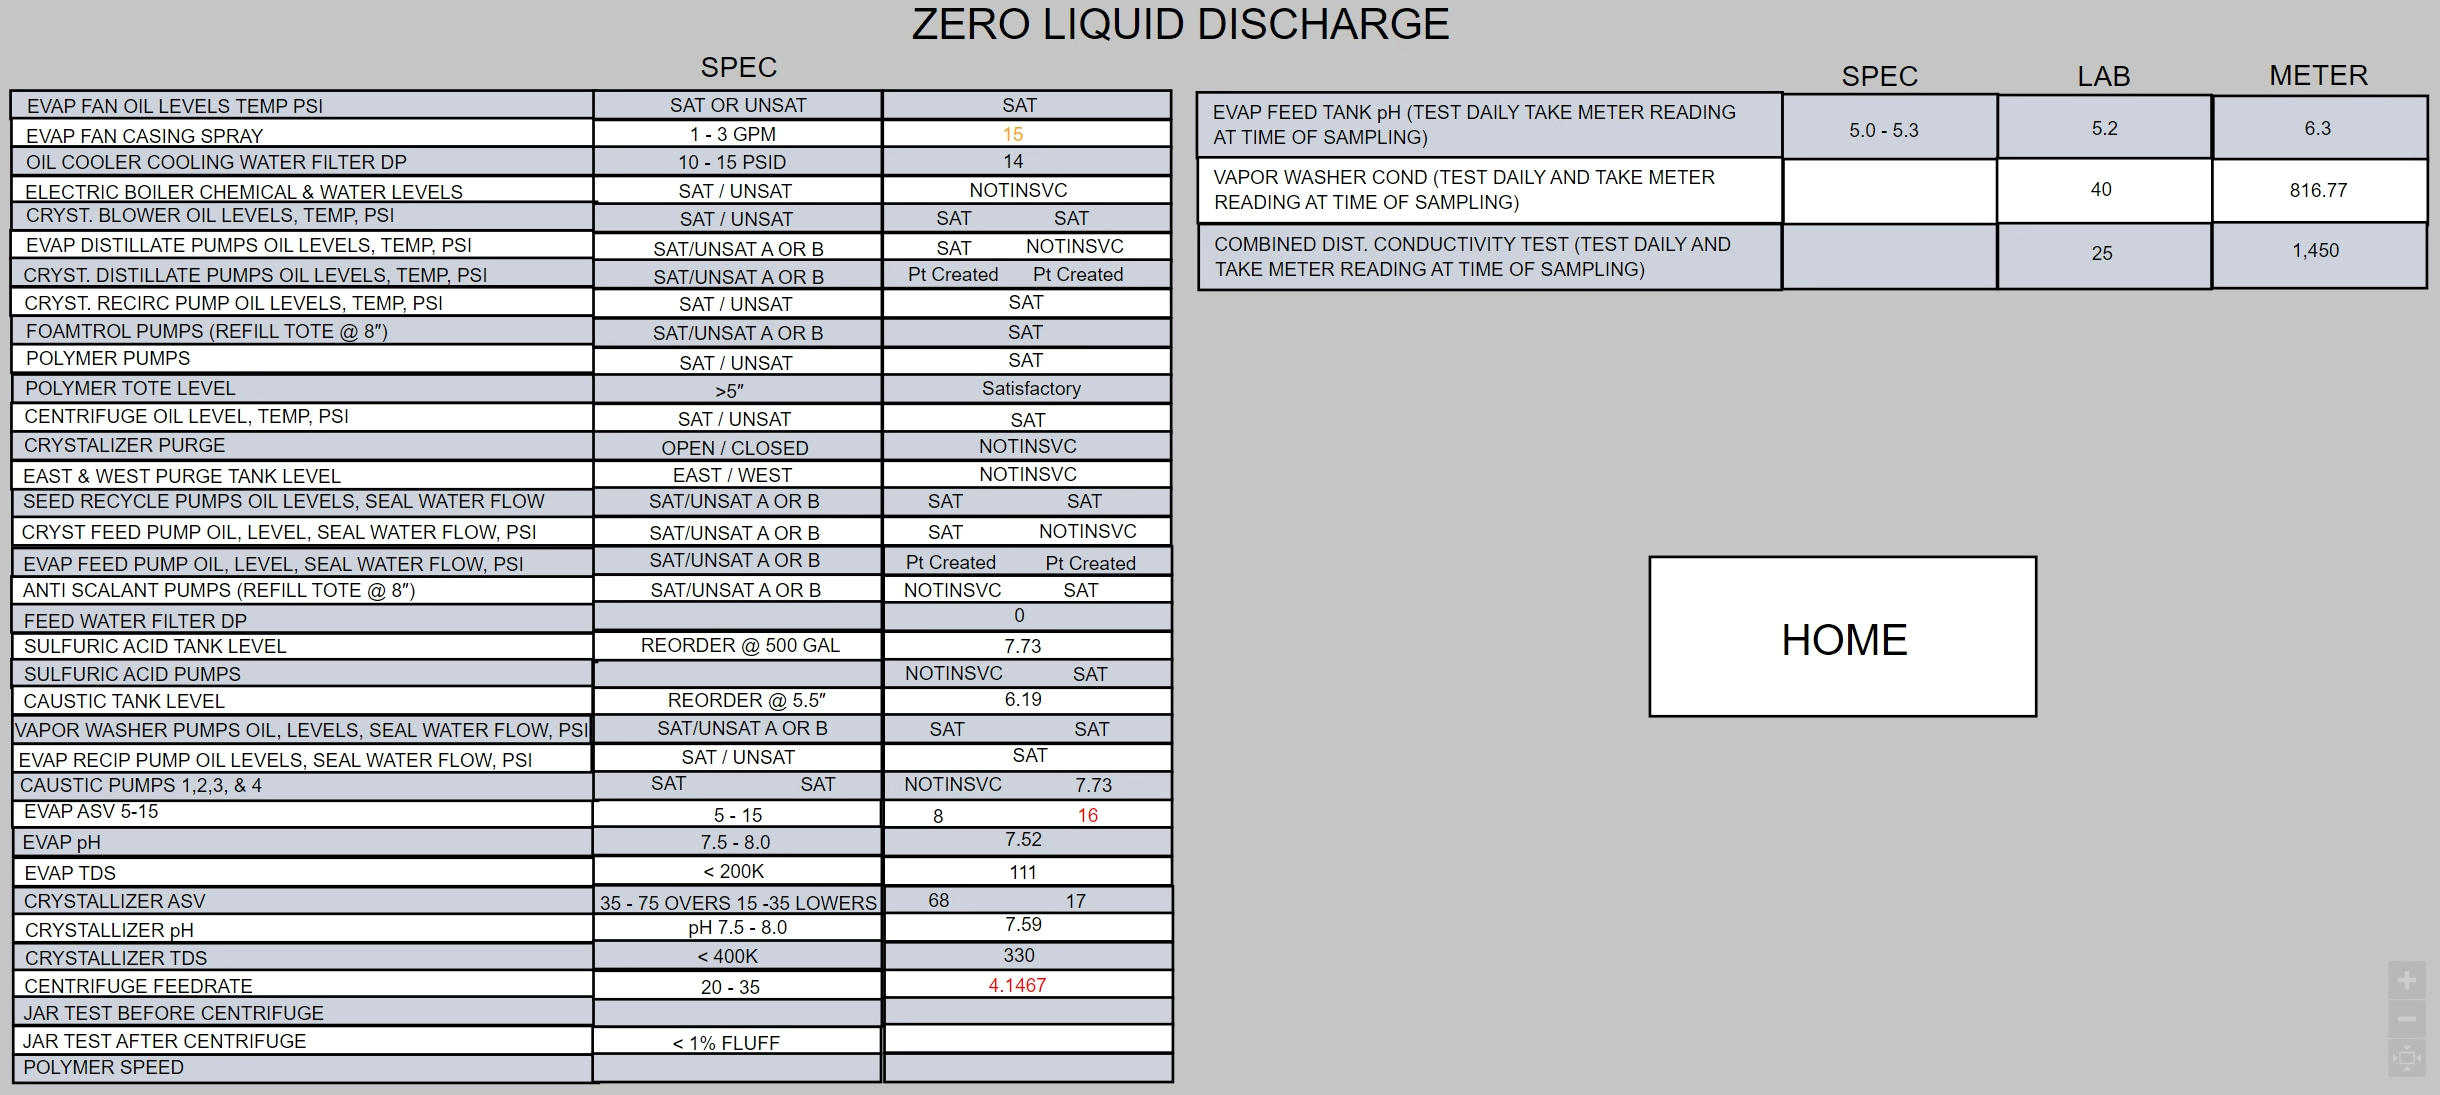 ZERO LIQUID DISCHARGE
SPEC
EVAP FAN OIL LEVELS TEMP PSI SAT OR UNSAT SAT
EVAP FAN CASING SPRAY 1 - 3 GPM 15
OIL COOLER COOLING WATER FILTER DP 10 - 15 PSID 14
ELECTRIC BOILER CHEMICAL & WATER LEVELS SAT / UNSAT NOTINSVC
CRYST. BLOWER OIL LEVELS, TEMP, PSI SAT / UNSAT SAT SAT
EVAP DISTILLATE PUMPS OIL LEVELS, TEMP, PSI SAT/UNSAT A OR B SAT NOTINSVC
CRYST. DISTILLATE PUMPS OIL LEVELS, TEMP, PSI SAT/UNSAT A OR B Pt Created Pt Created
CRYST. RECIRC PUMP OIL LEVELS, TEMP, PSI SAT / UNSAT SAT
FOAMTROL PUMPS (REFILL TOTE @ 8") SAT/UNSAT A OR B SAT
POLYMER PUMPS SAT / UNSAT SAT
POLYMER TOTE LEVEL >5" Satisfactory
CENTRIFUGE OIL LEVEL, TEMP, PSI SAT / UNSAT SAT
CRYSTALIZER PURGE OPEN / CLOSED NOTINSVC
EAST & WEST PURGE TANK LEVEL EAST / WEST NOTINSVC
SEED RECYCLE PUMPS OIL LEVELS, SEAL WATER FLOW SAT/UNSAT A OR B SAT SAT
CRYST FEED PUMP OIL, LEVEL, SEAL WATER FLOW, PSI SAT/UNSAT A OR B SAT NOTINSVC
EVAP FEED PUMP OIL, LEVEL, SEAL WATER FLOW, PSI SAT/UNSAT A OR B Pt Created Pt Created
ANTI SCALANT PUMPS (REFILL TOTE @ 8") SAT/UNSAT A OR B NOTINSVC SAT
FEED WATER FILTER DP 0
SULFURIC ACID TANK LEVEL REORDER @ 500 GAL 7.73
SULFURIC ACID PUMPS NOTINSVC SAT
CAUSTIC TANK LEVEL REORDER @ 5.5" 6.19
VAPOR WASHER PUMPS OIL, LEVELS, SEAL WATER FLOW, PSI SAT/UNSAT A OR B SAT SAT
EVAP RECIP PUMP OIL LEVELS, SEAL WATER FLOW, PSI SAT / UNSAT SAT
CAUSTIC PUMPS 1,2,3, & 4 SAT SAT NOTINSVC 7.73
EVAP ASV 5-15 5 - 15 8 16
EVAP pH 7.5 - 8.0 7.52
EVAP TDS < 200K 111
CRYSTALLIZER ASV 35 - 75 OVERS 15 -35 LOWERS 68 17
CRYSTALLIZER pH pH 7.5 - 8.0 7.59
CRYSTALLIZER TDS < 400K 330
CENTRIFUGE FEEDRATE 20 - 35 4.1467
JAR TEST BEFORE CENTRIFUGE
JAR TEST AFTER CENTRIFUGE < 1% FLUFF
POLYMER SPEED
SPEC LAB METER
EVAP FEED TANK pH (TEST DAILY TAKE METER READING
AT TIME OF SAMPLING) 5.0 - 5.3 5.2 6.3
VAPOR WASHER COND (TEST DAILY AND TAKE METER
READING AT TIME OF SAMPLING) 40 816.77
COMBINED DIST. CONDUCTIVITY TEST (TEST DAILY AND
TAKE METER READING AT TIME OF SAMPLING) 25 1,450
HOME